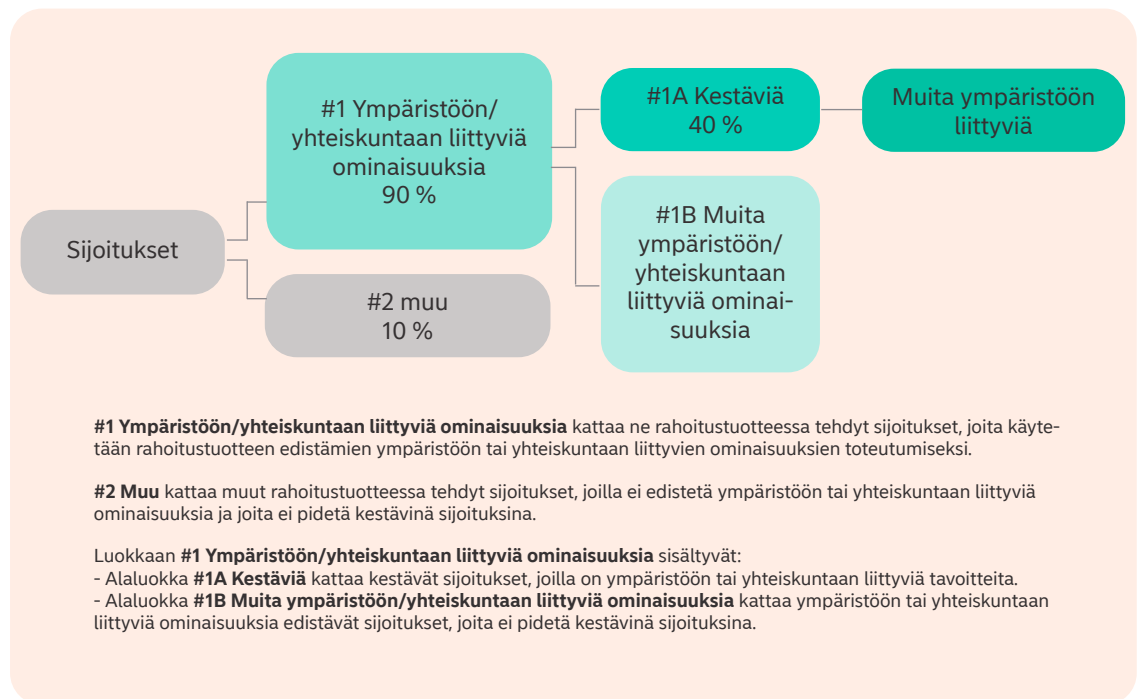 Sijoitukset
#1 Ympäristöön/
yhteiskuntaan liittyviä
ominaisuuksia
90 %
#2 muu
10 %
#1A Kestäviä
40 %
Muita ympäristöön
liittyviä
#1B Muita
ympäristöön/
yhteiskuntaan
liittyviä ominai-
suuksia
#1 Ympäristöön/yhteiskuntaan liittyviä ominaisuuksia kattaa ne rahoitustuotteessa tehdyt sijoitukset, joita käyte-
tään rahoitustuotteen edistämien ympäristöön tai yhteiskuntaan liittyvien ominaisuuksien toteutumiseksi.
#2 Muu kattaa muut rahoitustuotteessa tehdyt sijoitukset, joilla ei edistetä ympäristöön tai yhteiskuntaan liittyviä
ominaisuuksia ja joita ei pidetä kestävinä sijoituksina.
Luokkaan #1 Ympäristöön/yhteiskuntaan liittyviä ominaisuuksia sisältyvät:
- Alaluokka #1A Kestäviä kattaa kestävät sijoitukset, joilla on ympäristöön tai yhteiskuntaan liittyviä tavoitteita.
- Alaluokka #1B Muita ympäristöön/yhteiskuntaan liittyviä ominaisuuksia kattaa ympäristöön tai yhteiskuntaan
liittyviä ominaisuuksia edistävät sijoitukset, joita ei pidetä kestävinä sijoituksina.